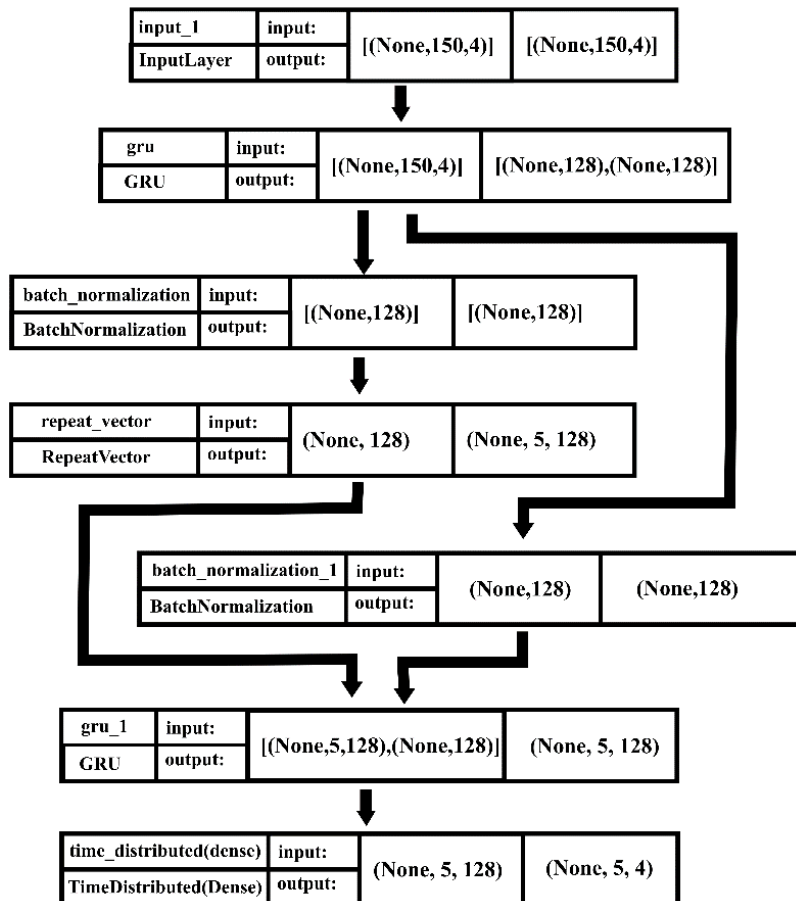 input_1 input: [(None,150,4)] [(None,150,4)]
InputLayer output:
gru input: [(None,150,4)] [(None,128),(None,128)]
GRU output:
batch_normalization input: [(None,128)] [(None,128)]
BatchNormalization output:
repeat_vector input: (None, 128) (None, 5, 128)
RepeatVector output:
batch_normalization_1 input: (None,128) (None,128)
BatchNormalization output:
gru_1 input: [(None,5,128),(None,128)] (None, 5, 128)
GRU output:
time_distributed(dense) input: (None, 5, 128) (None, 5, 4)
TimeDistributed(Dense) output: